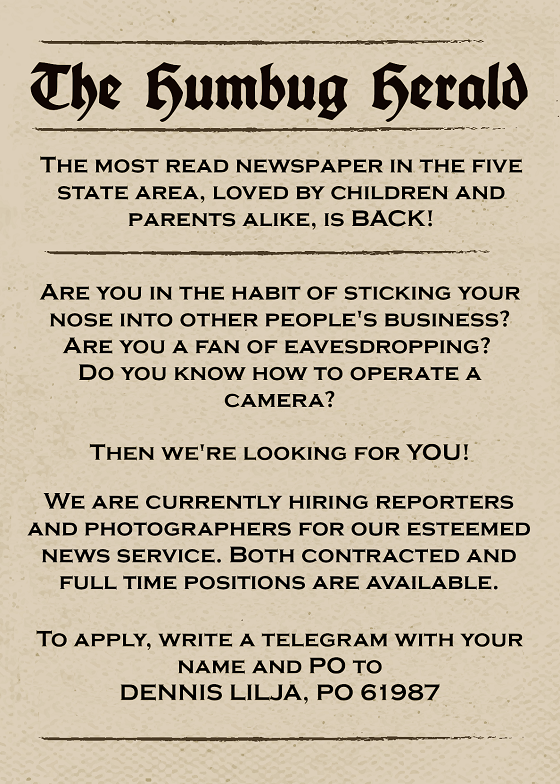 The Humbug Herald
The most read newspaper in the five
state area, loved by children and
parents alike, is BACK!
Are you in the habit of sticking your
nose into other people's business?
Are you a fan of eavesdropping?
Do you know how to operate a
camera?
Then we're looking for YOU!
We are currently hiring reporters
and photographers for our esteemed
news service. Both contracted and
full time positions are available.
To apply, write a telegram with your
name and PO to
DENNIS LILJA, PO 61987